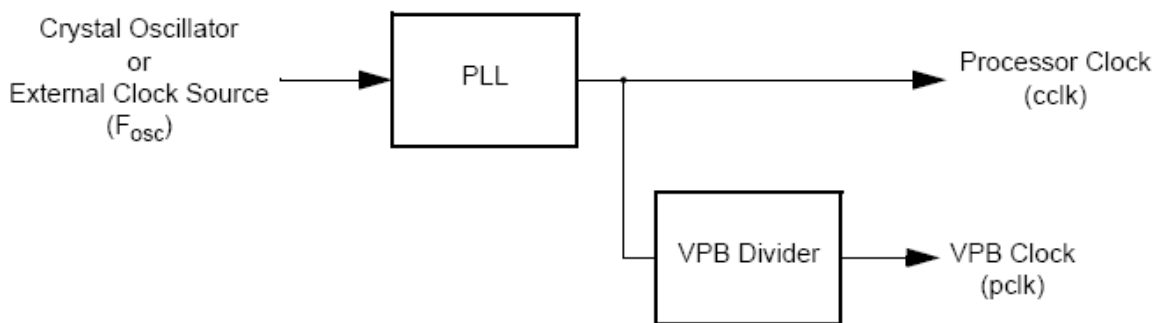 Crystal Oscillator
or
External Clock Source
(Fosc)
PLL
Processor Clock
(cclk)
VPB Divider
VPB Clock
(pclk)